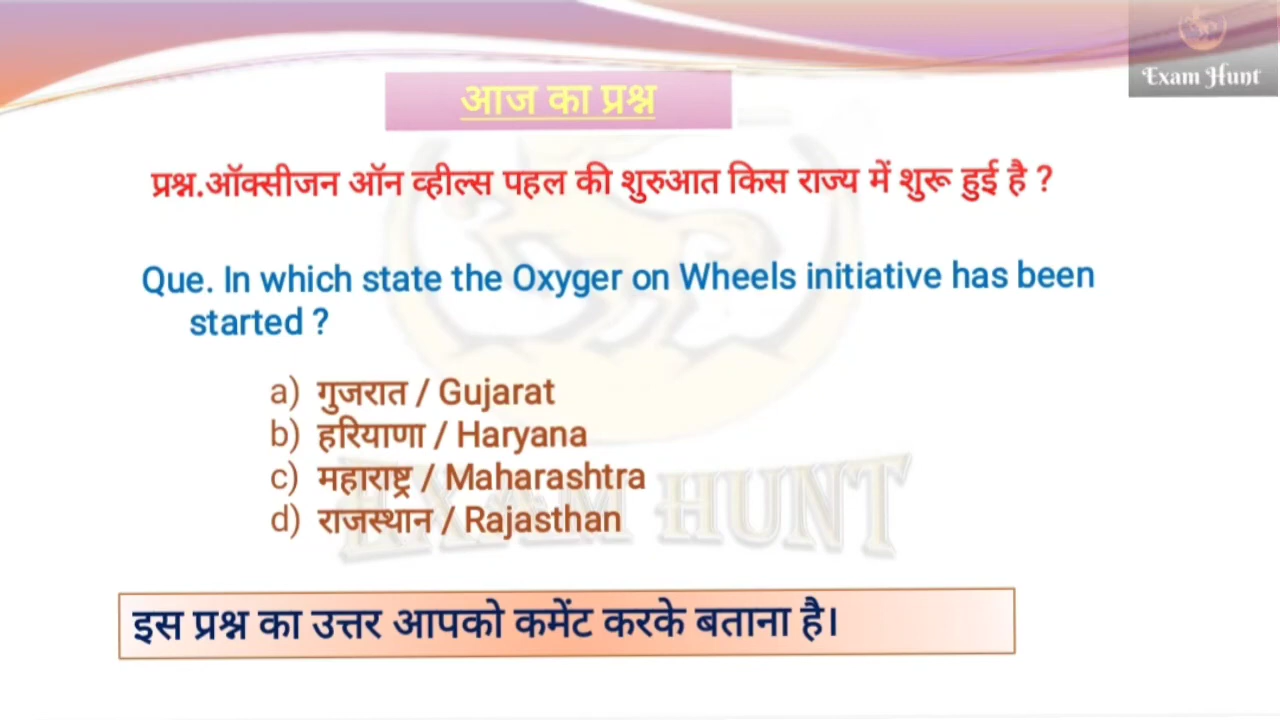 Exam Hunt
आज का प्रश्न
प्रश्न.ऑक्सीजन ऑन व्हील्स पहल की शुरुआत किस राज्य में शुरू हुई है ?
Que. In which state the Oxyger on Wheels initiative has been
started ?
a) गुजरात / Gujarat
b) हरियाणा / Haryana
c) महाराष्ट्र / Maharashtra
d) राजस्थान / Rajasthan
EXAM HUNT
इस प्रश्न का उत्तर आपको कमेंट करके बताना है।